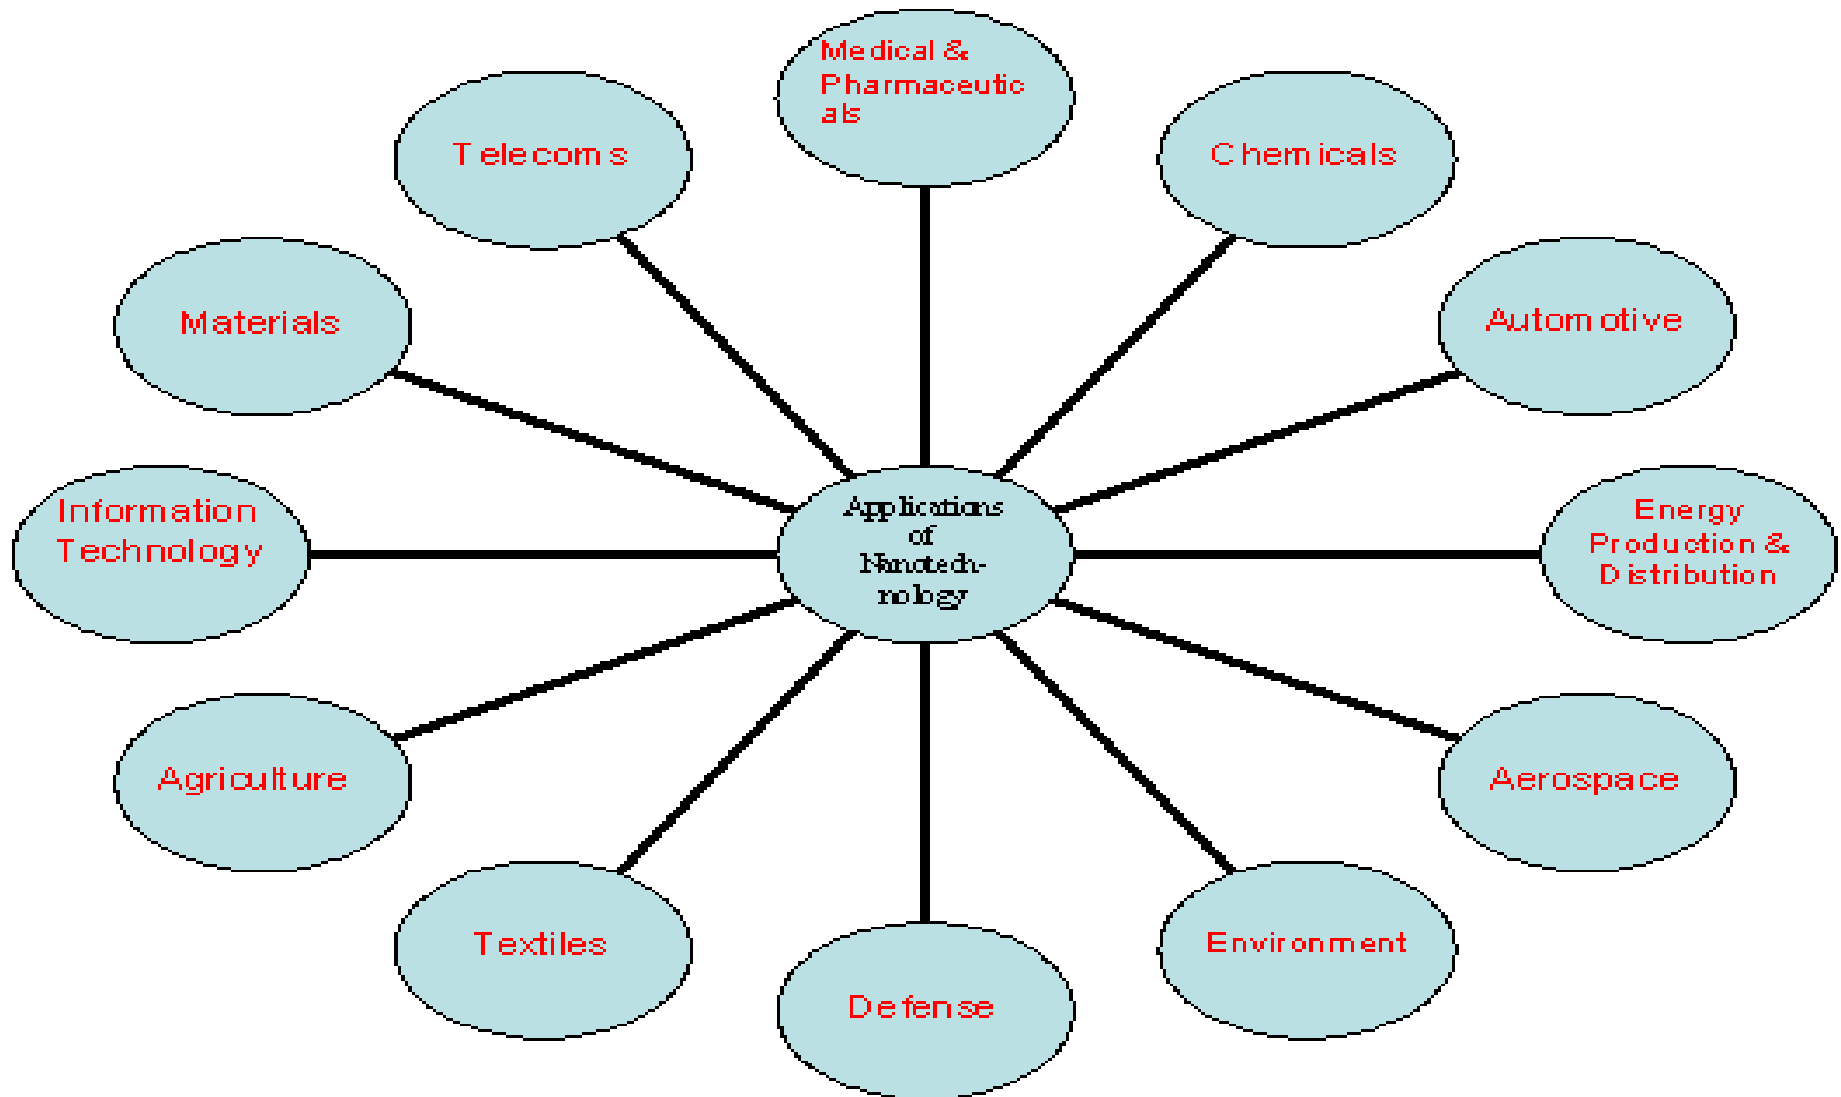 Medical &
Pharmaceutic
als
Telecoms
Chemicals
Materials
Automotive
Information
Technology
Applications
of
Nanotech-
nology
Energy
Production &
Distribution
Agriculture
Aerospace
Textiles
Environment
Defense